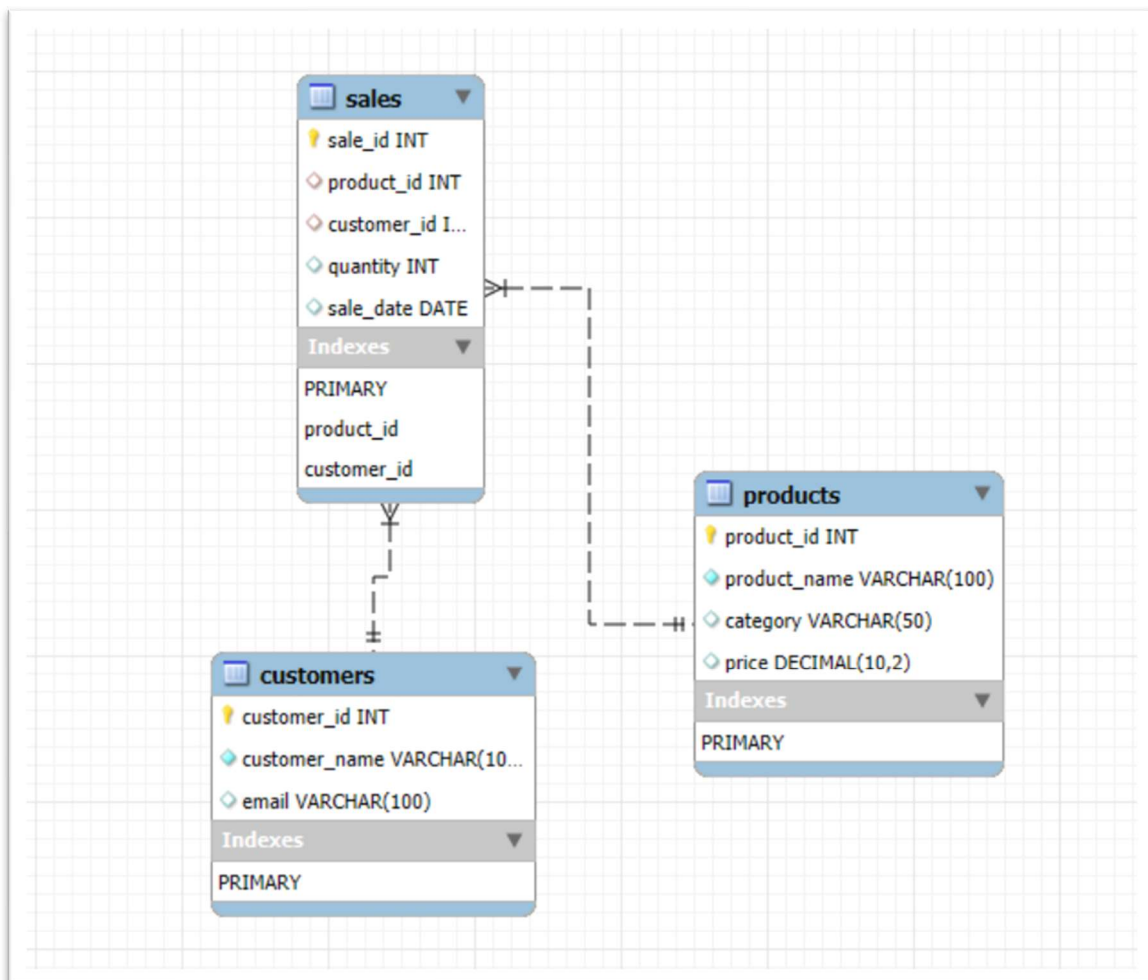 sales
sale_id INT
product_id INT
customer_id I...
quantity INT
sale_date DATE
Indexes
PRIMARY
product_id
customer_id
products
product_id INT
product_name VARCHAR(100)
category VARCHAR(50)
price DECIMAL(10,2)
Indexes
PRIMARY
customers
customer_id INT
customer_name VARCHAR(10...
email VARCHAR(100)
Indexes
PRIMARY